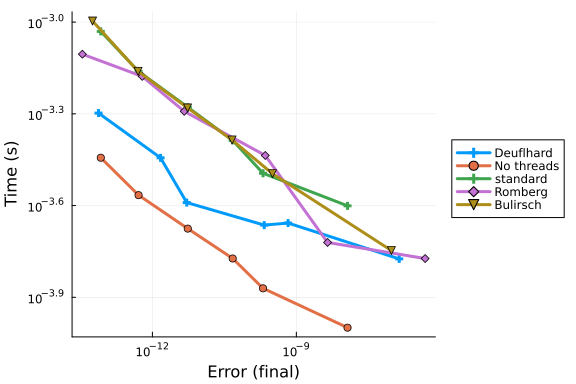 10−3.0
10−3.3
10−3.6
10−3.9
Time (s)
10−12
10−9
Error (final)
Deuflhard
No threads
standard
Romberg
Bulirsch